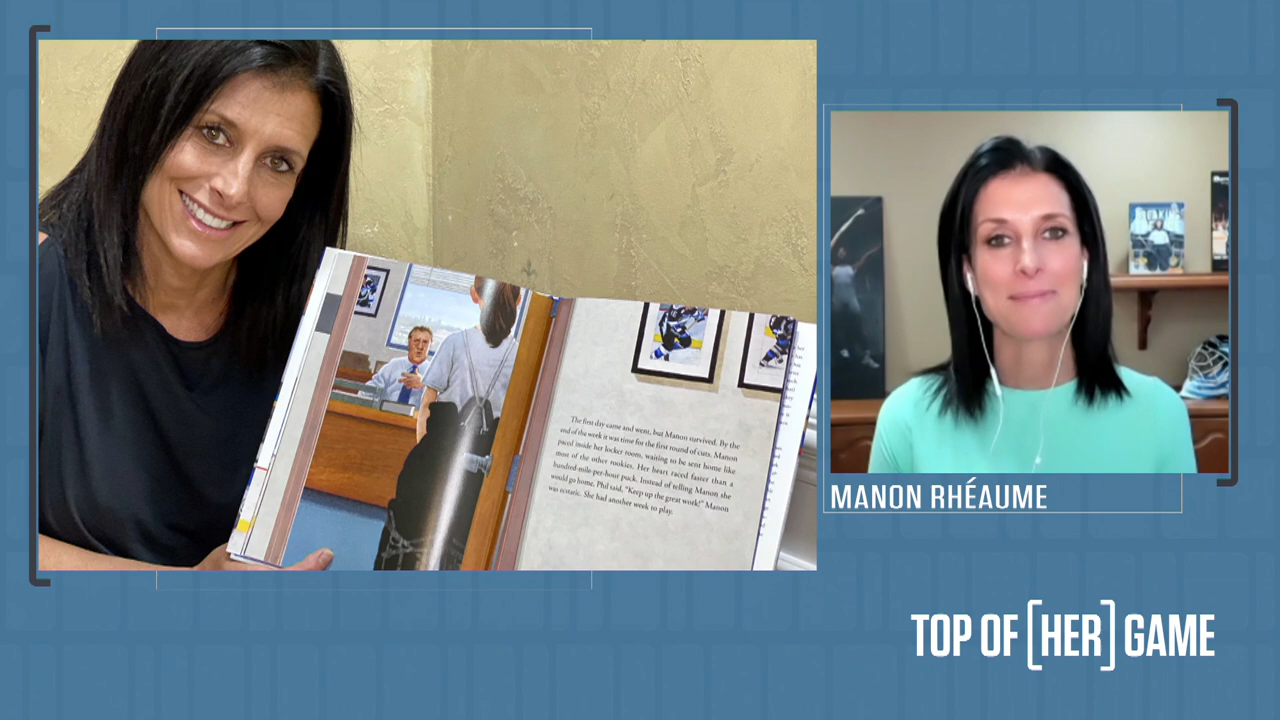 The first day came and went, but Manon survived. By the
end of the week it was time for the first round of cuts. Manon
paced inside her locker room, waiting to be sent home like
most of the other rookies. Her heart raced faster than a
hundred-mile-per-hour puck. Instead of telling Manon she
would go home, Phil said, "Keep up the great work!" Manon
was ecstatic. She had another week to play.
MANON RHÉAUME
TOP OF [HER] GAME